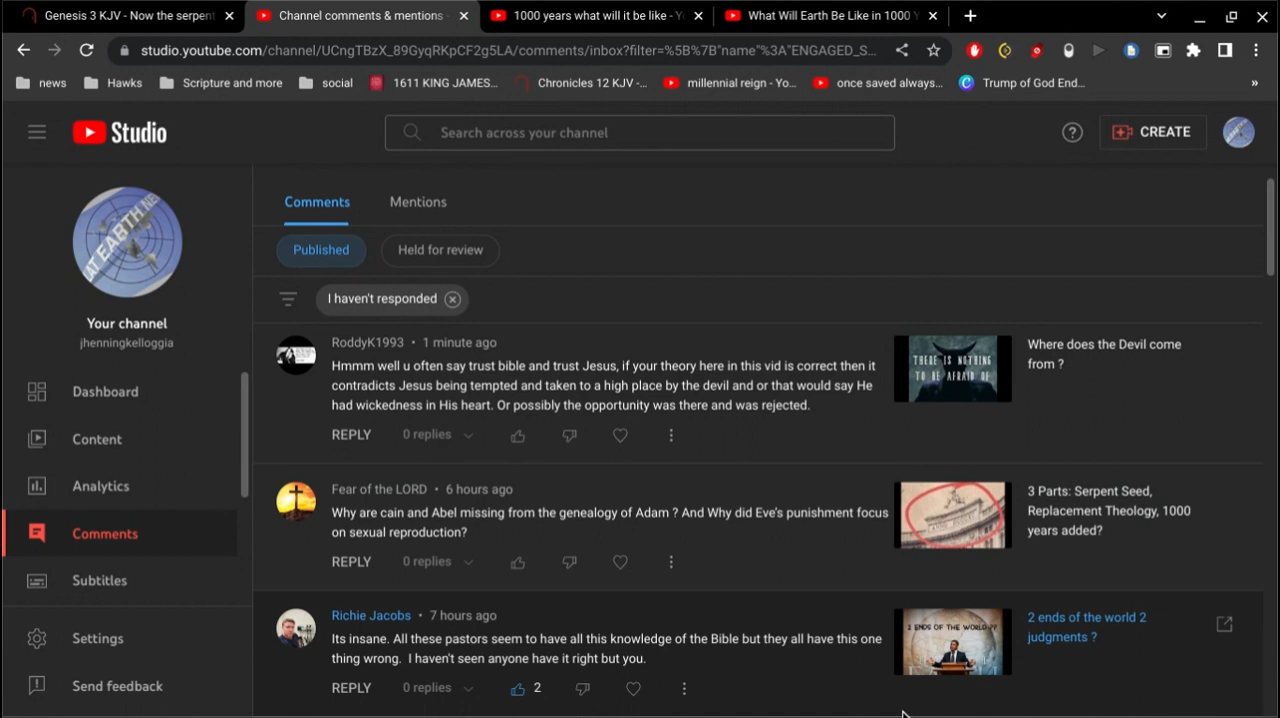 Genesis 3 KJV - Now the serpent
Channel comments & mentions -
1000 years what will it be like - Yo
What Will Earth Be Like in 1000 Y
studio.youtube.com/channel/UCngTBzX_89GyqRKpCF2g5LA/comments/inbox?filter=%5B%7B"name"%3A"ENGAGED_S...
news
Hawks
Scripture and more
social
1611 KING JAMES...
Chronicles 12 KJV -...
millennial reign - Yo...
once saved always...
Trump of God End...
»
Studio
Search across your channel
CREATE
AT EARTH NE
Your channel
jhenningkelloggia
Dashboard
Content
Analytics
Comments
Subtitles
Settings
Send feedback
Comments
Mentions
Published
Held for review
I haven't responded
RoddyK1993 • 1 minute ago
Hmmm well u often say trust bible and trust Jesus, if your theory here in this vid is correct then it
contradicts Jesus being tempted and taken to a high place by the devil and or that would say He
had wickedness in His heart. Or possibly the opportunity was there and was rejected.
REPLY
0 replies
THERE IS NOTHING
TO BE AFRAID OF
Where does the Devil come
from ?
Fear of the LORD • 6 hours ago
Why are cain and Abel missing from the genealogy of Adam ? And Why did Eve's punishment focus
on sexual reproduction?
REPLY
0 replies
3 Parts: Serpent Seed,
Replacement Theology, 1000
years added?
Richie Jacobs • 7 hours ago
Its insane. All these pastors seem to have all this knowledge of the Bible but they all have this one
thing wrong.  I haven't seen anyone have it right but you.
REPLY
0 replies
2
2 ENDS OF THE WORLD ??
2 ends of the world 2
judgments ?